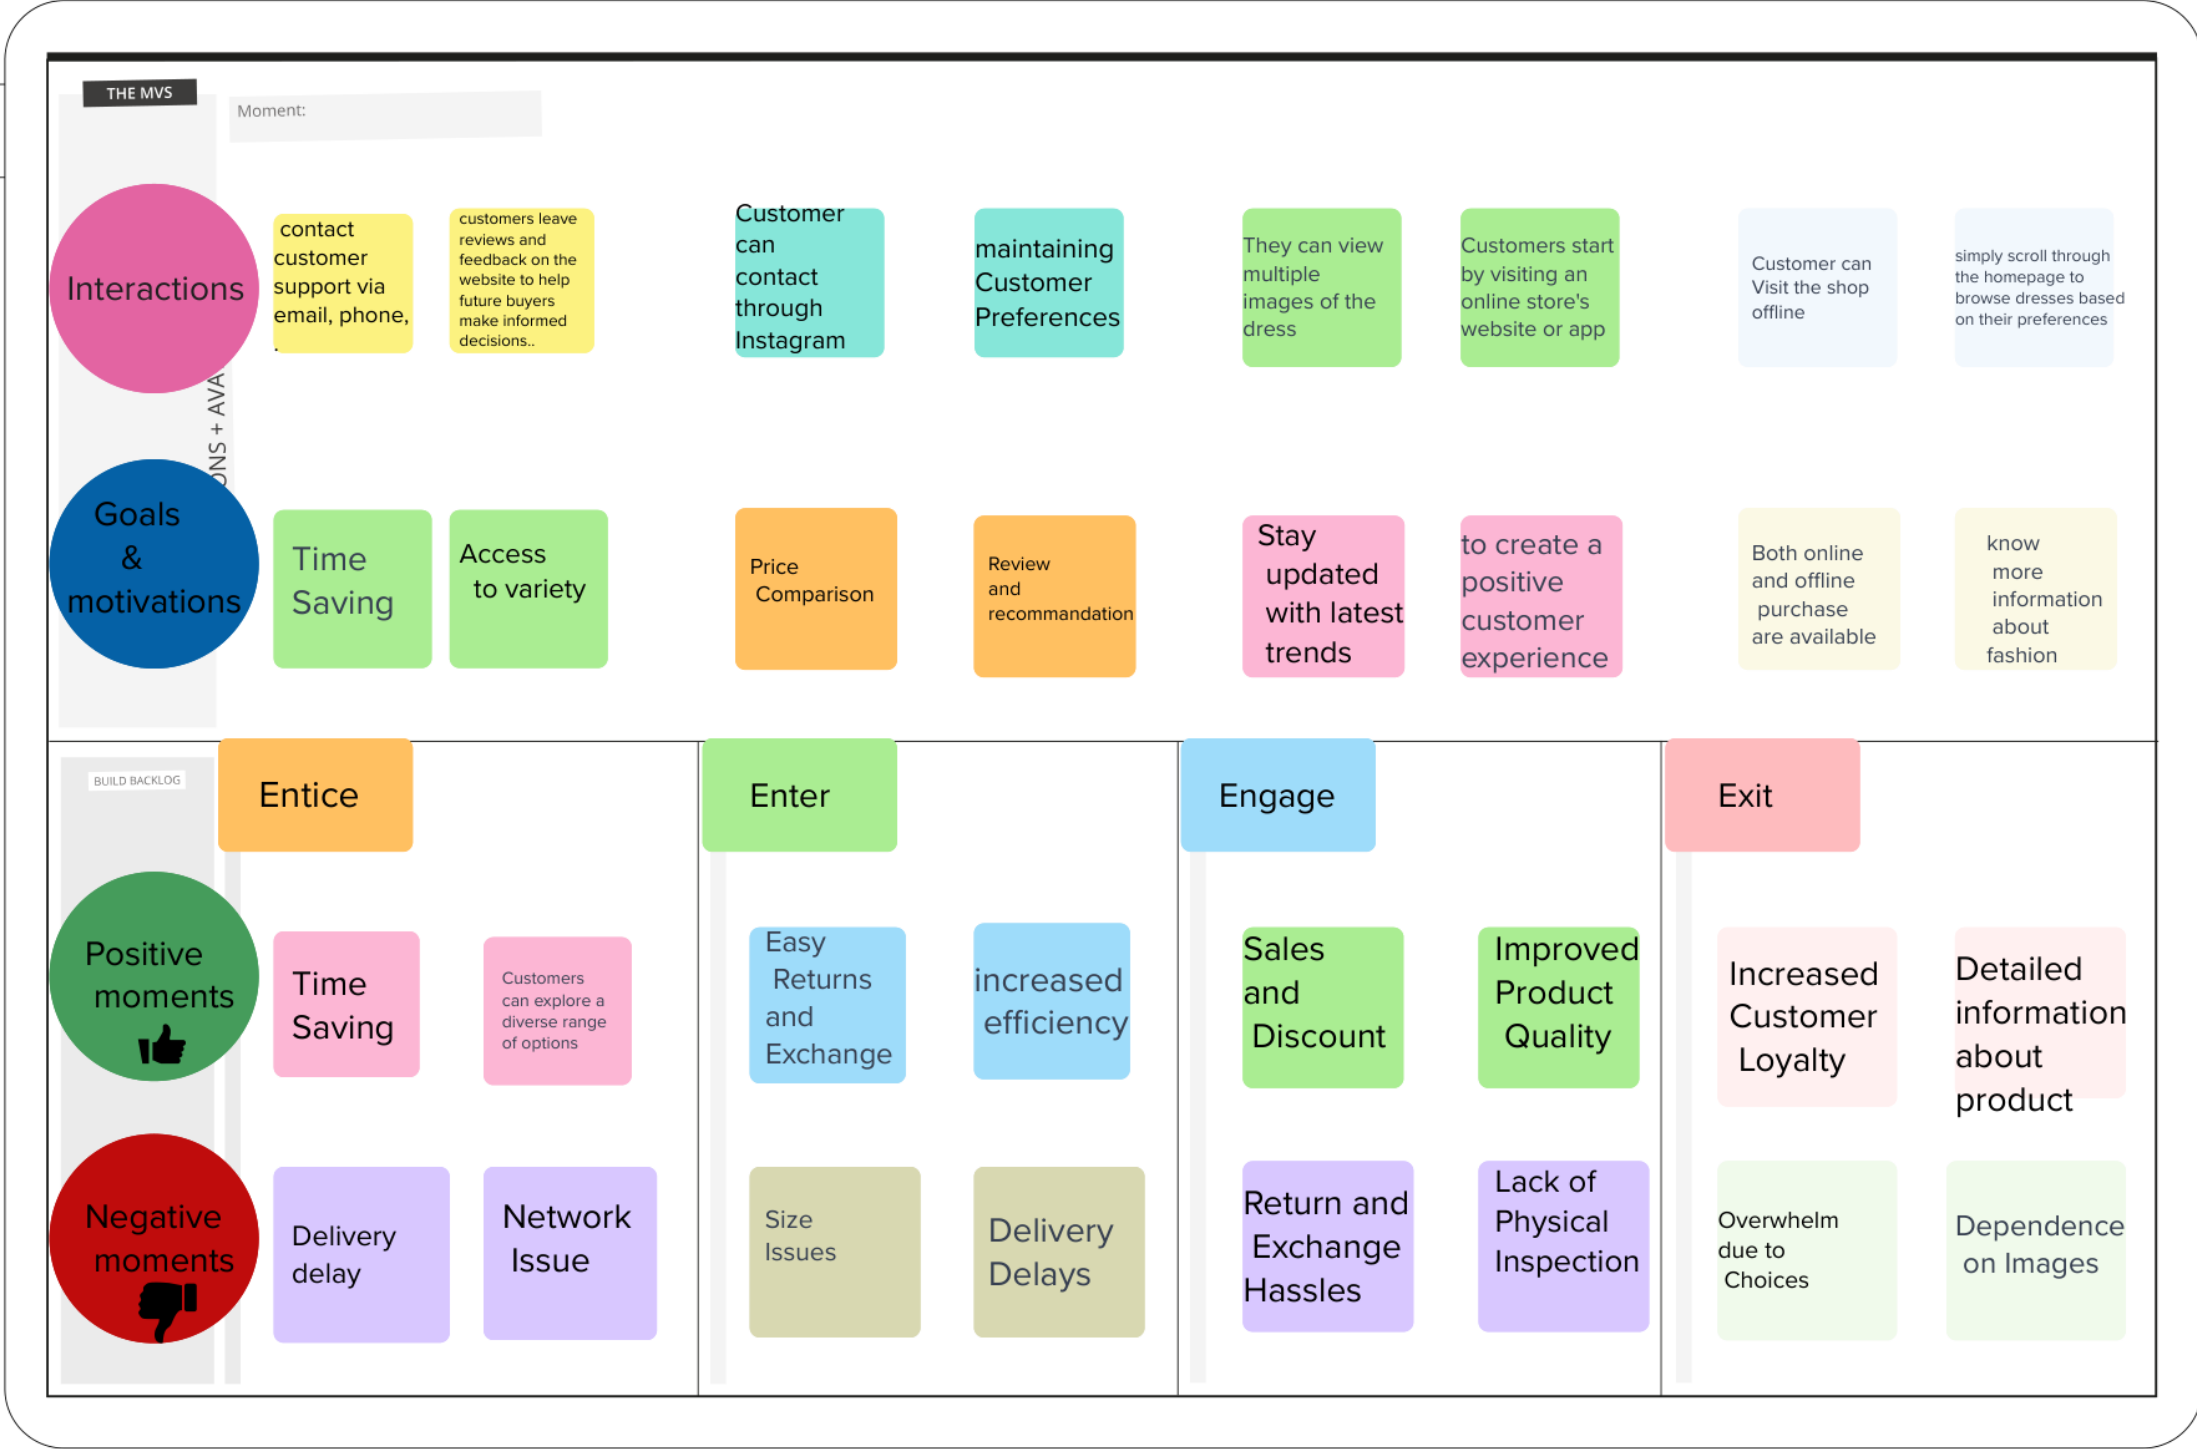 THE MVS
Moment:
Interactions
contact
customer
support via
email, phone,
.
customers leave
reviews and
feedback on the
website to help
future buyers
make informed
decisions..
Customer
can
contact
through
Instagram
maintaining
Customer
Preferences
They can view
multiple
images of the
dress
Customers start
by visiting an
online store's
website or app
Customer can
Visit the shop
offline
simply scroll through
the homepage to
browse dresses based
on their preferences
ONS + AVA
Goals
&
motivations
Time
Saving
Access
to variety
Price
Comparison
Review
and
recommandation
Stay
updated
with latest
trends
to create a
positive
customer
experience
Both online
and offline
purchase
are available
know
more
information
about
fashion
BUILD BACKLOG
Entice
Enter
Engage
Exit
Positive
moments
Time
Saving
Customers
can explore a
diverse range
of options
Easy
Returns
and
Exchange
increased
efficiency
Sales
and
Discount
Improved
Product
Quality
Increased
Customer
Loyalty
Detailed
information
about
product
Negative
moments
Delivery
delay
Network
Issue
Size
Issues
Delivery
Delays
Return and
Exchange
Hassles
Lack of
Physical
Inspection
Overwhelm
due to
Choices
Dependence
on Images